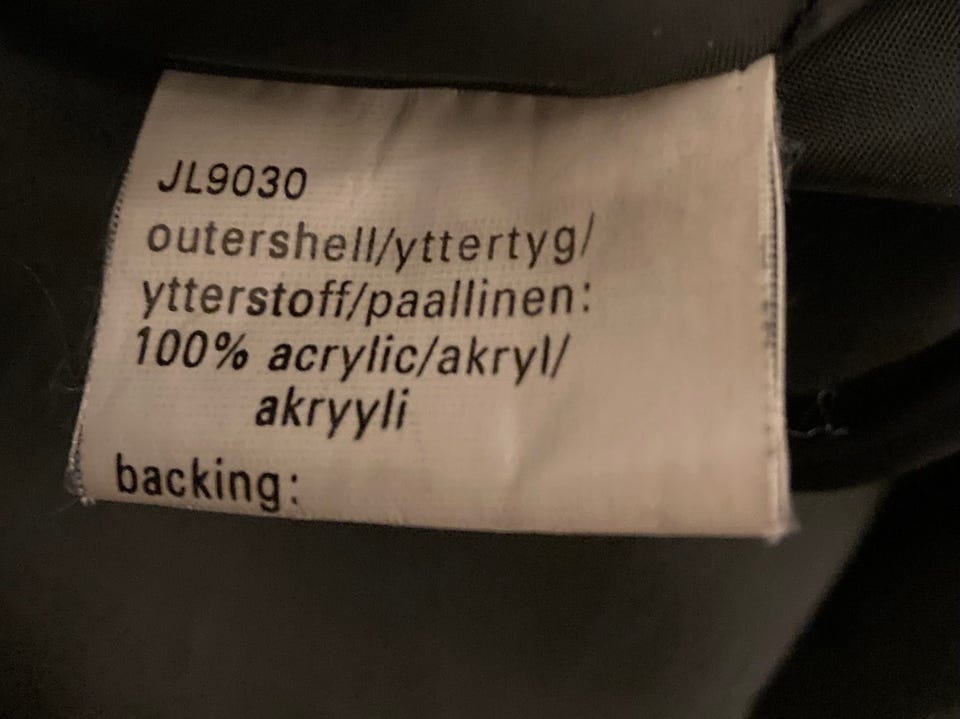 JL9030
outershell/yttertyg/
ytterstoff/paallinen:
100% acrylic/akryl/
akryyli
backing: